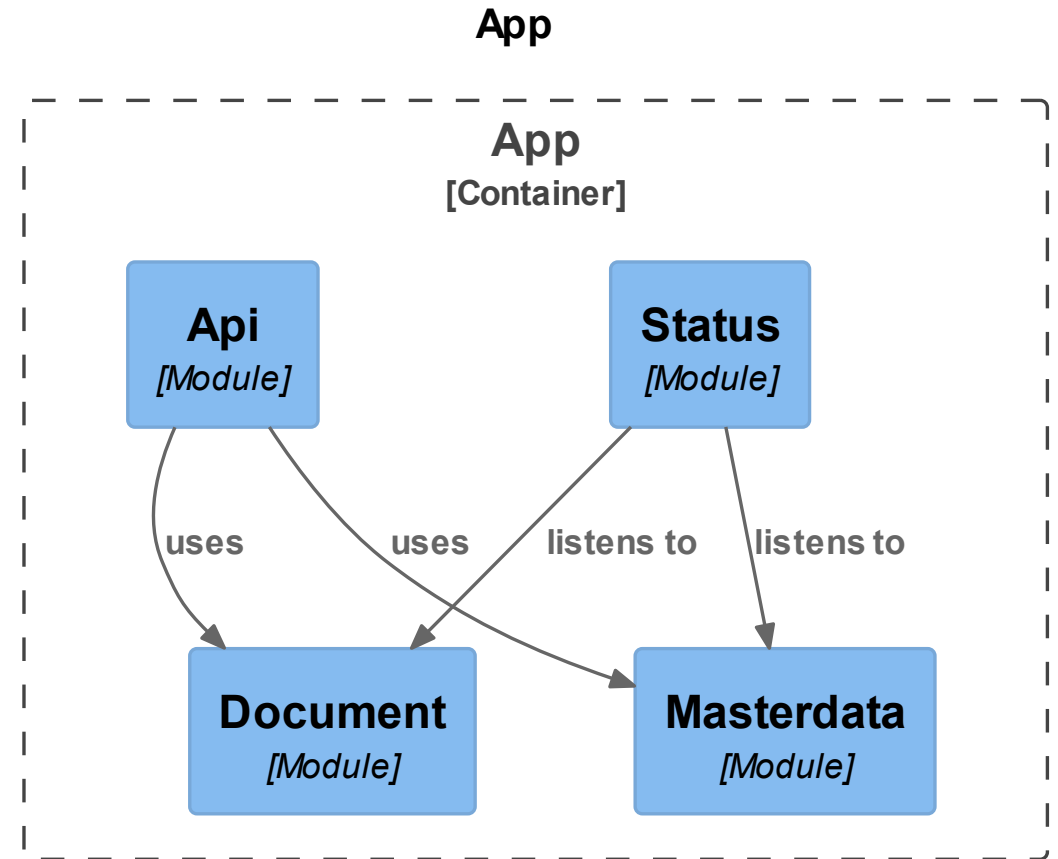 App
App
[Container]
Api
[Module]
Status
[Module]
uses
uses
listens to
listens to
Document
[Module]
Masterdata
[Module]